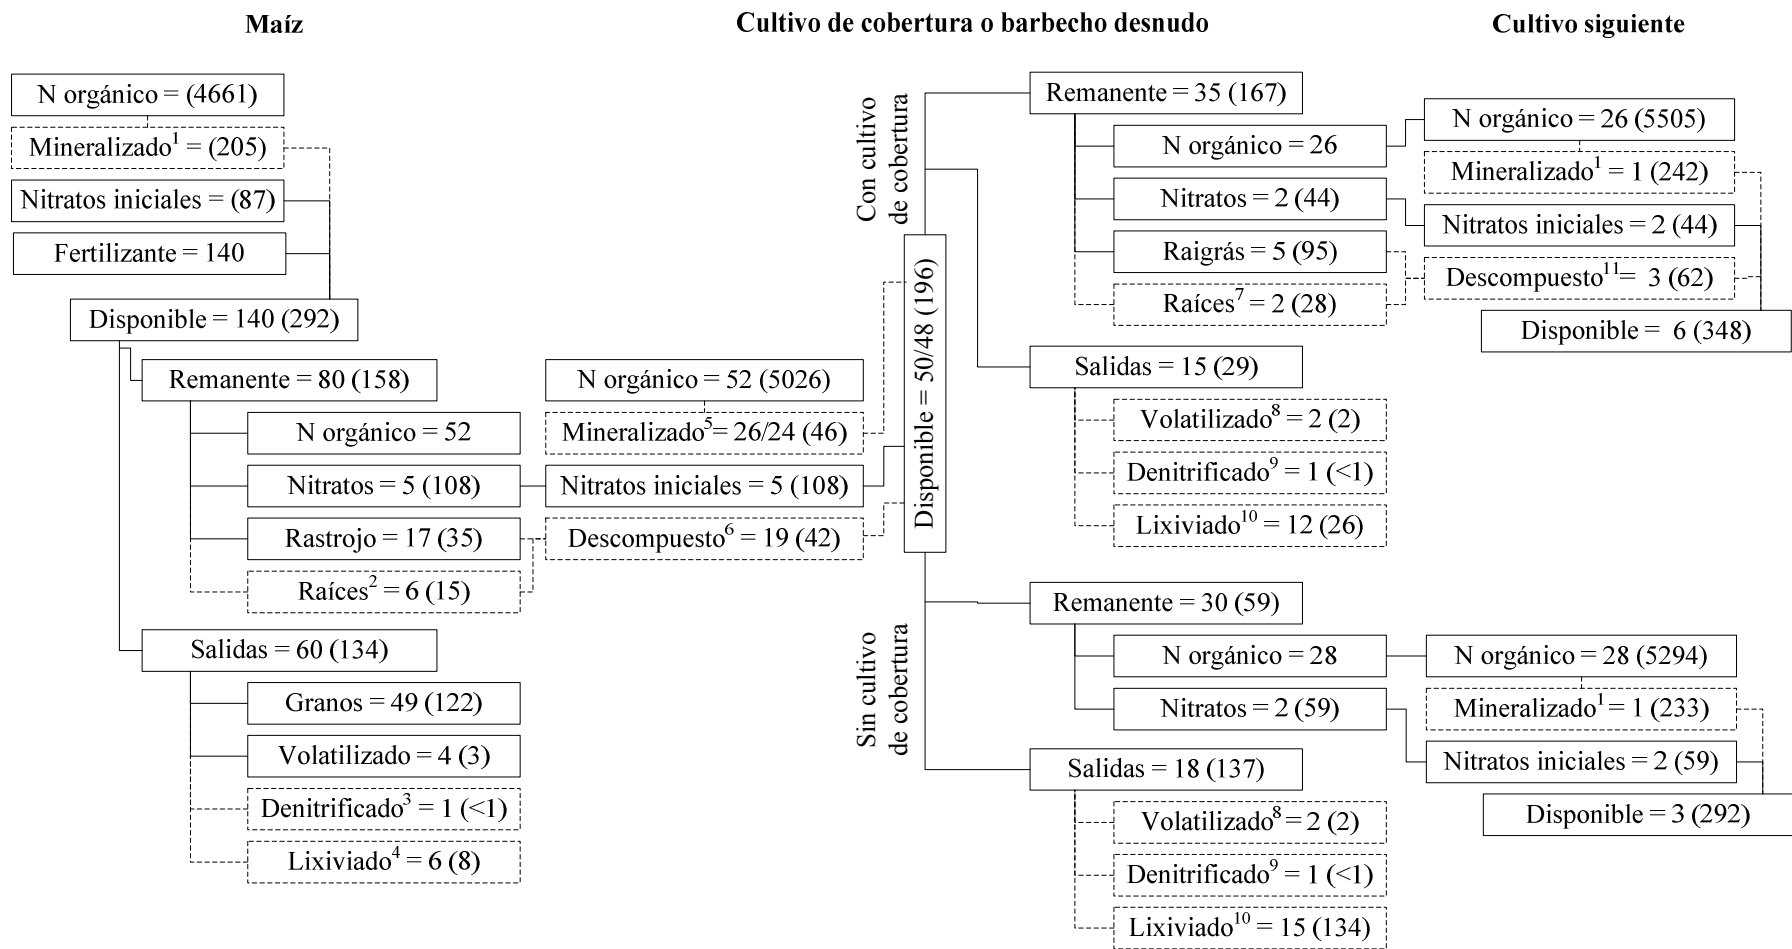 Maíz
N orgánico = (4661)
Mineralizado¹ = (205)
Nitratos iniciales = (87)
Fertilizante = 140
Disponible = 140 (292)
Remanente = 80 (158)
N orgánico = 52
Nitratos = 5 (108)
Rastrojo = 17 (35)
Raíces² = 6 (15)
Salidas = 60 (134)
Granos = 49 (122)
Volatilizado = 4 (3)
Denitrificado³ = 1 (<1)
Lixiviado⁴ = 6 (8)
Cultivo de cobertura o barbecho desnudo
N orgánico = 52 (5026)
Mineralizado⁵= 26/24 (46)
Nitratos iniciales = 5 (108)
Descompuesto⁶ = 19 (42)
Disponible = 50/48 (196)
Con cultivo
de cobertura
Remanente = 35 (167)
N orgánico = 26
Nitratos = 2 (44)
Raigrás = 5 (95)
Raíces⁷ = 2 (28)
Salidas = 15 (29)
Volatilizado⁸ = 2 (2)
Denitrificado⁹ = 1 (<1)
Lixiviado¹⁰ = 12 (26)
Sin cultivo
de cobertura
Remanente = 30 (59)
N orgánico = 28
Nitratos = 2 (59)
Salidas = 18 (137)
Volatilizado⁸ = 2 (2)
Denitrificado⁹ = 1 (<1)
Lixiviado¹⁰ = 15 (134)
Cultivo siguiente
N orgánico = 26 (5505)
Mineralizado¹ = 1 (242)
Nitratos iniciales = 2 (44)
Descompuesto¹¹= 3 (62)
Disponible = 6 (348)
N orgánico = 28 (5294)
Mineralizado¹ = 1 (233)
Nitratos iniciales = 2 (59)
Disponible = 3 (292)